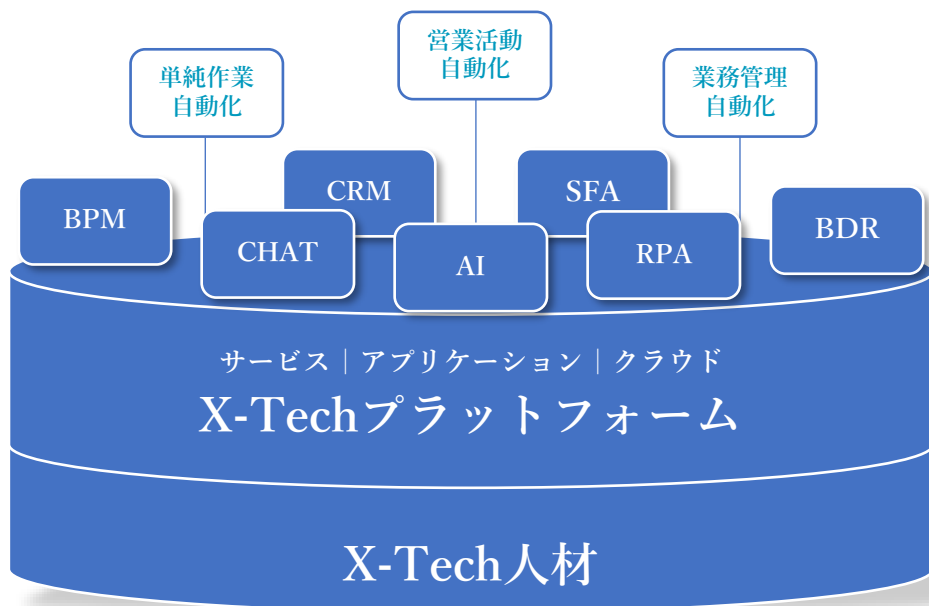 単純作業
自動化
営業活動
自動化
業務管理
自動化
BPM
CRM
SFA
BDR
CHAT
AI
RPA
サービス｜アプリケーション｜クラウド
X-Techプラットフォーム
X-Tech人材